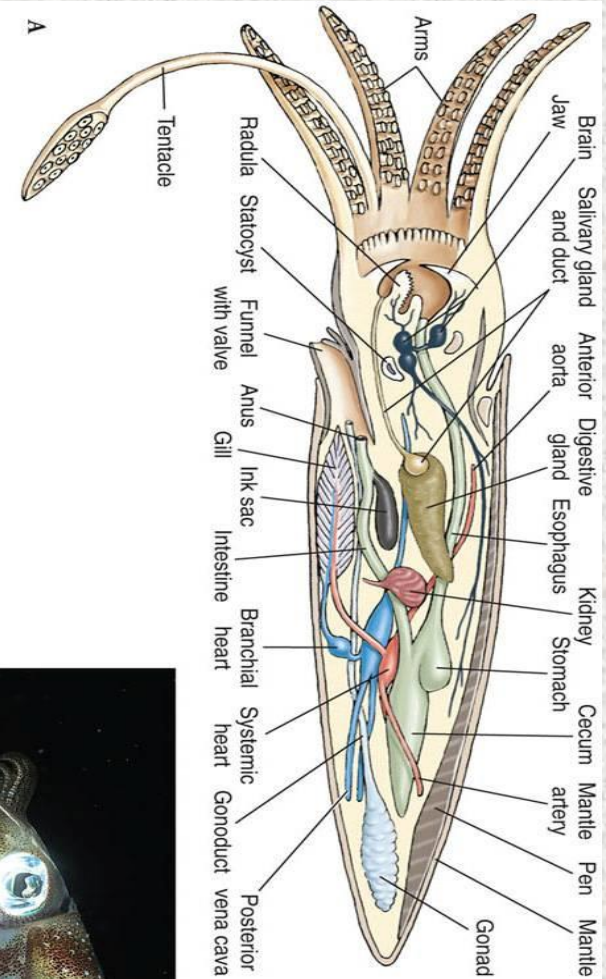 Brain
Jaw
Salivary gland
and duct
Anterior
aorta
Digestive
gland
Esophagus
Kidney
Stomach
Cecum
Mantle
artery
Pen
Mantle
Arms
Gonad
Radula
Statocyst
Funnel
with valve
Anus
Gill
Ink sac
Intestine
Branchial
heart
Systemic
heart
Gonoduct
Posterior
vena cava
Tentacle
A